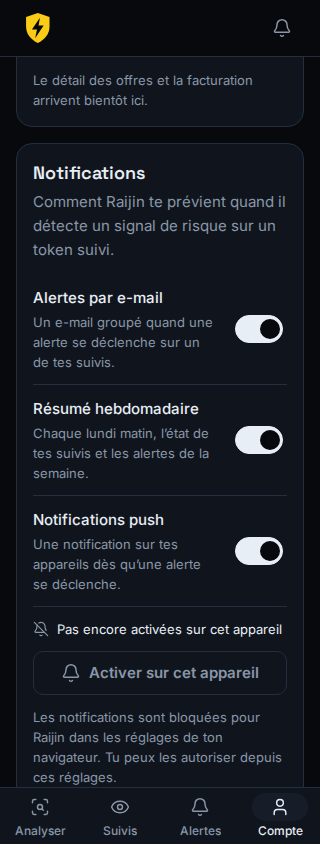 Le détail des offres et la facturation
arrivent bientôt ici.
Notifications
Comment Raijin te prévient quand il
détecte un signal de risque sur un
token suivi.
Alertes par e-mail
Un e-mail groupé quand une
alerte se déclenche sur un
de tes suivis.
Résumé hebdomadaire
Chaque lundi matin, l’état de
tes suivis et les alertes de la
semaine.
Notifications push
Une notification sur tes
appareils dès qu’une alerte
se déclenche.
Pas encore activées sur cet appareil
Activer sur cet appareil
Les notifications sont bloquées pour
Raijin dans les réglages de ton
navigateur. Tu peux les autoriser depuis
ces réglages.
Analyser Suivis Alertes Compte